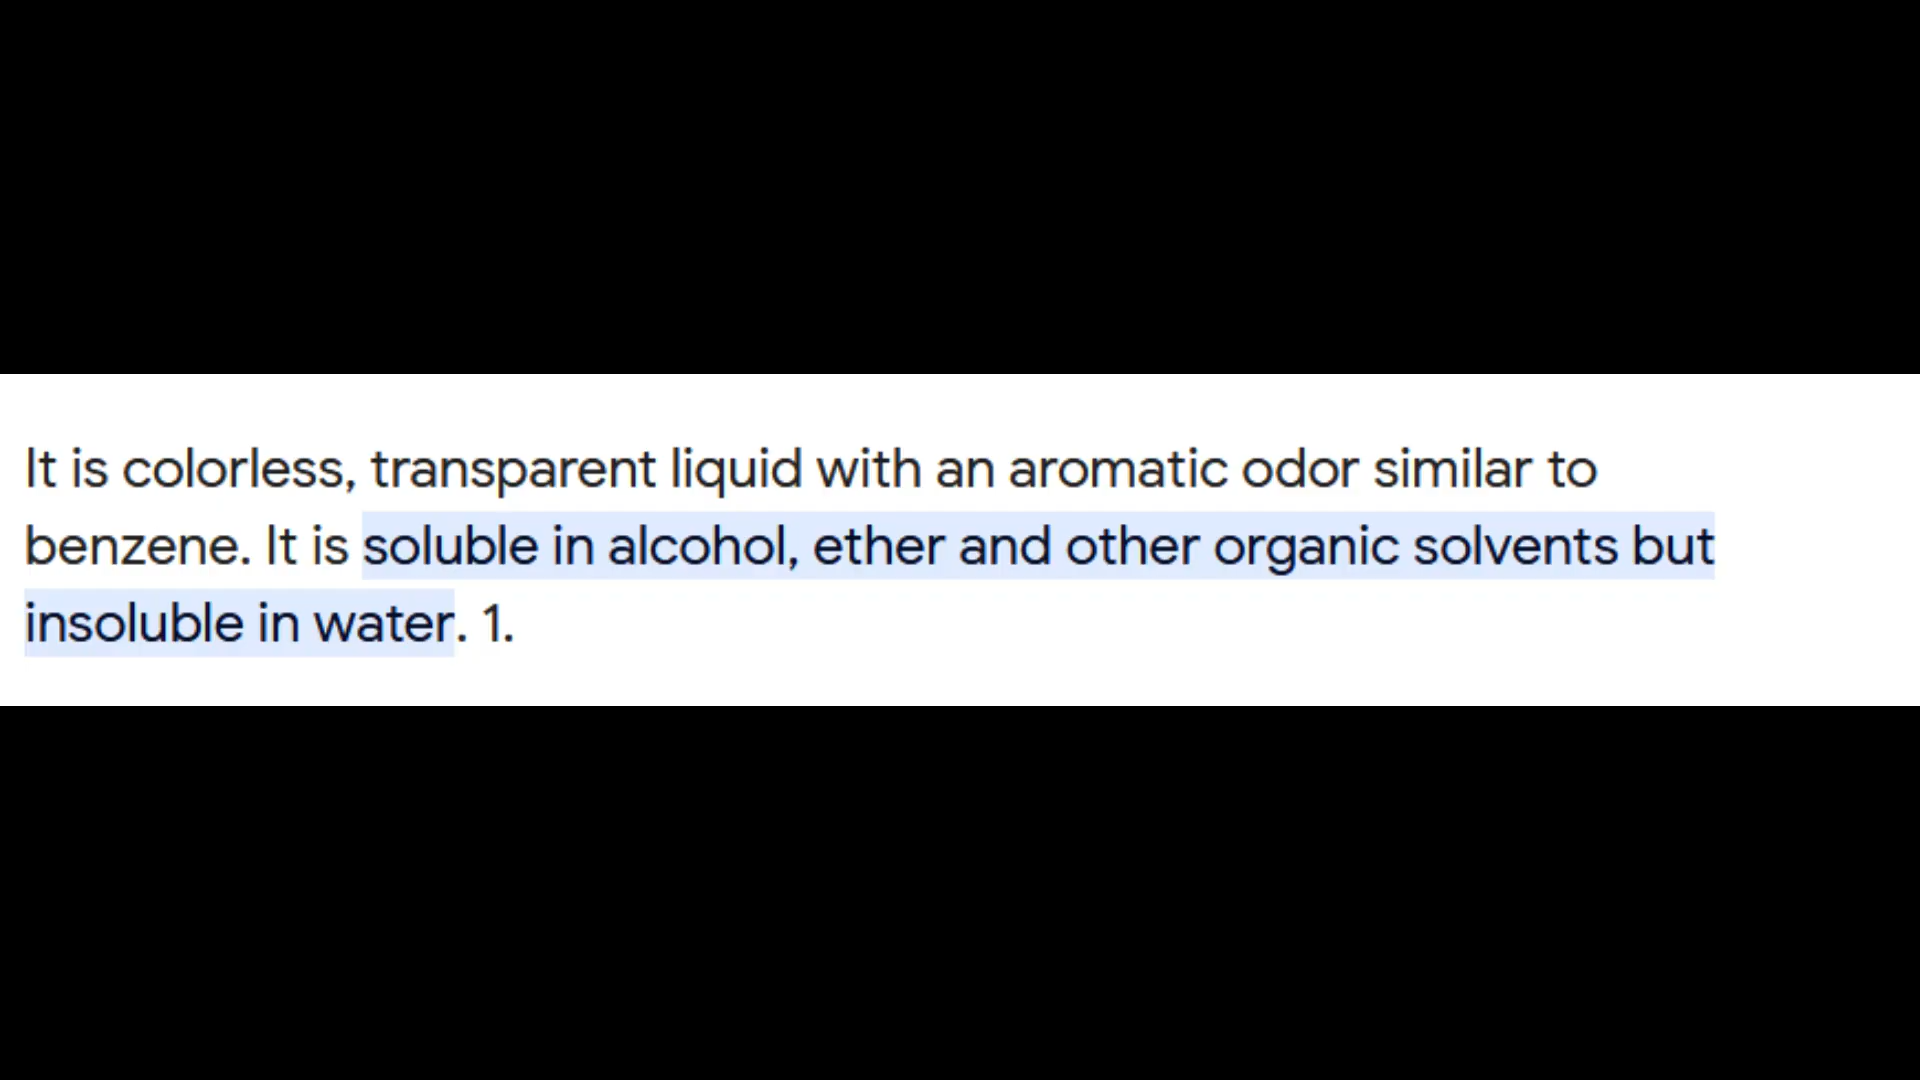 It is colorless, transparent liquid with an aromatic odor similar to
benzene. It is soluble in alcohol, ether and other organic solvents but
insoluble in water. 1.